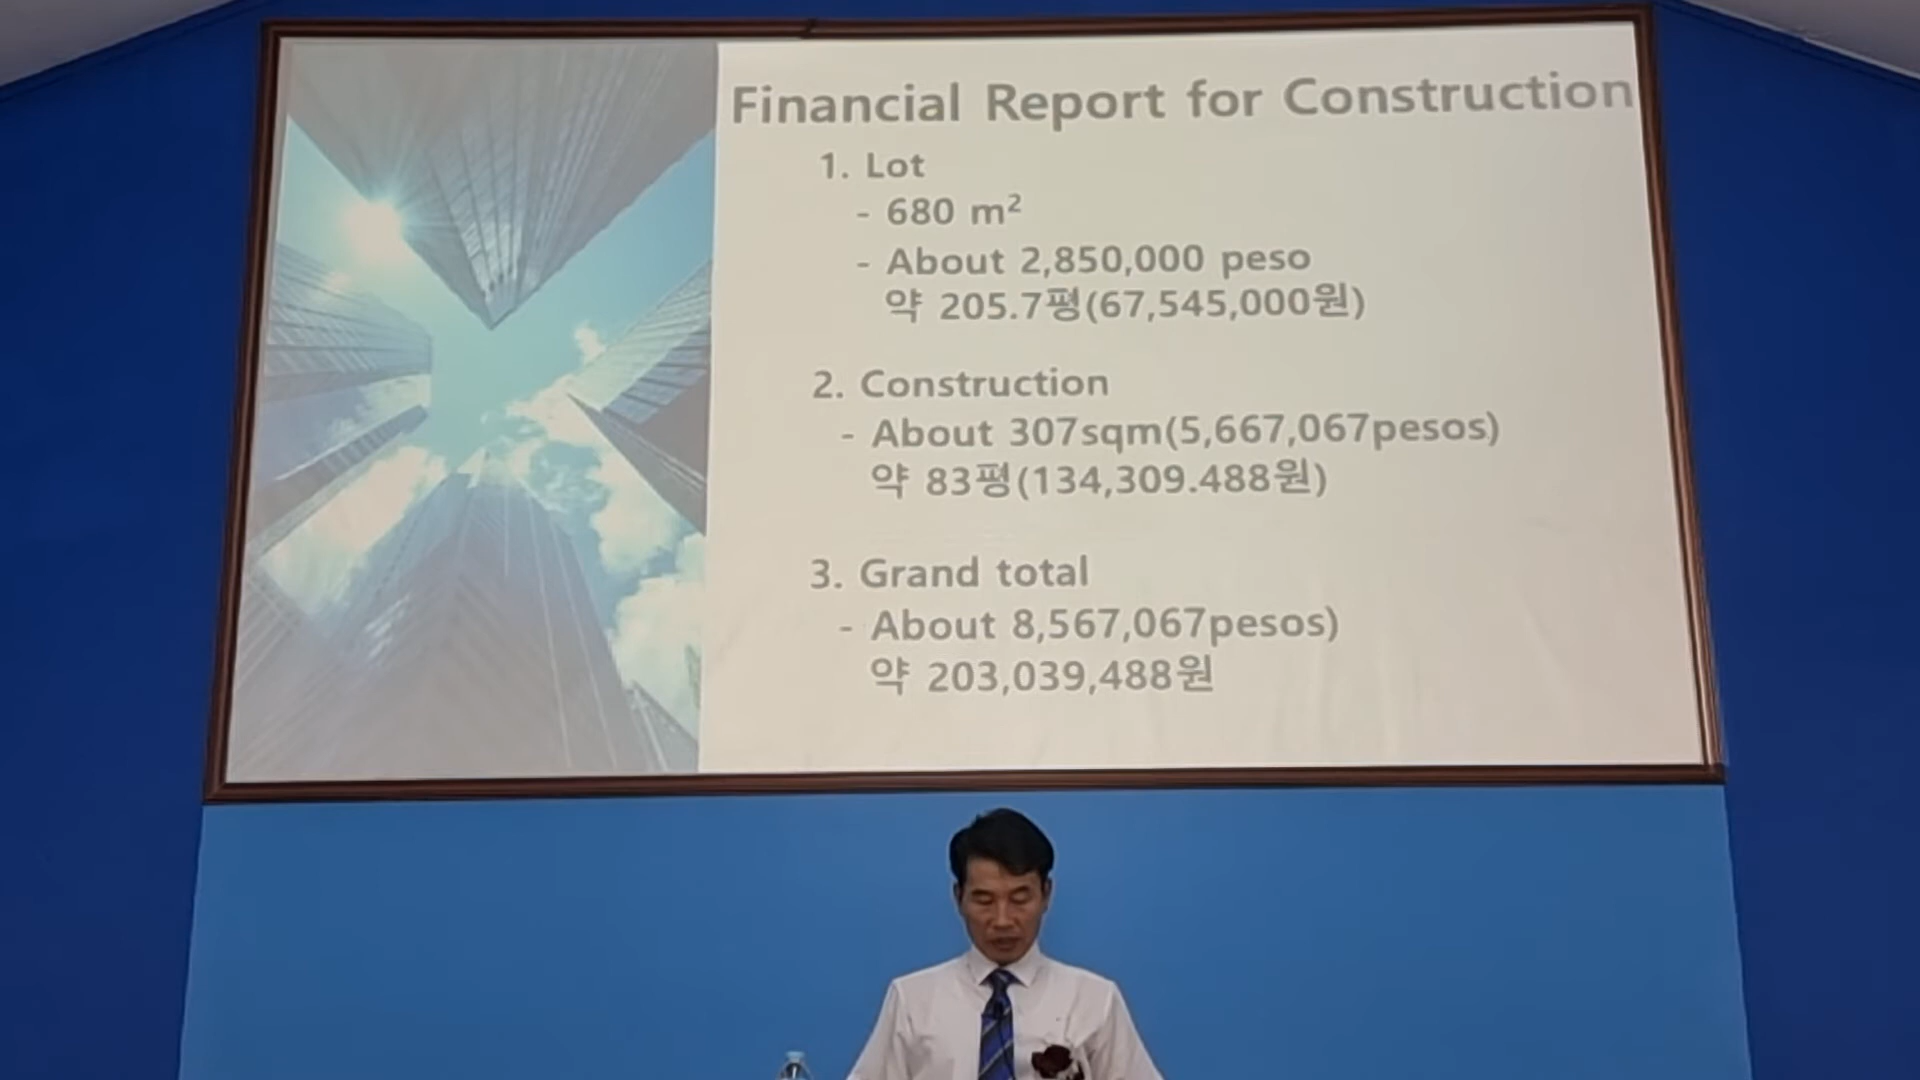 Financial Report for Construction
1. Lot
- 680 m²
- About 2,850,000 peso
약 205.7평(67,545,000원)
2. Construction
- About 307sqm(5,667,067pesos)
약 83평(134,309.488원)
3. Grand total
- About 8,567,067pesos)
약 203,039,488원